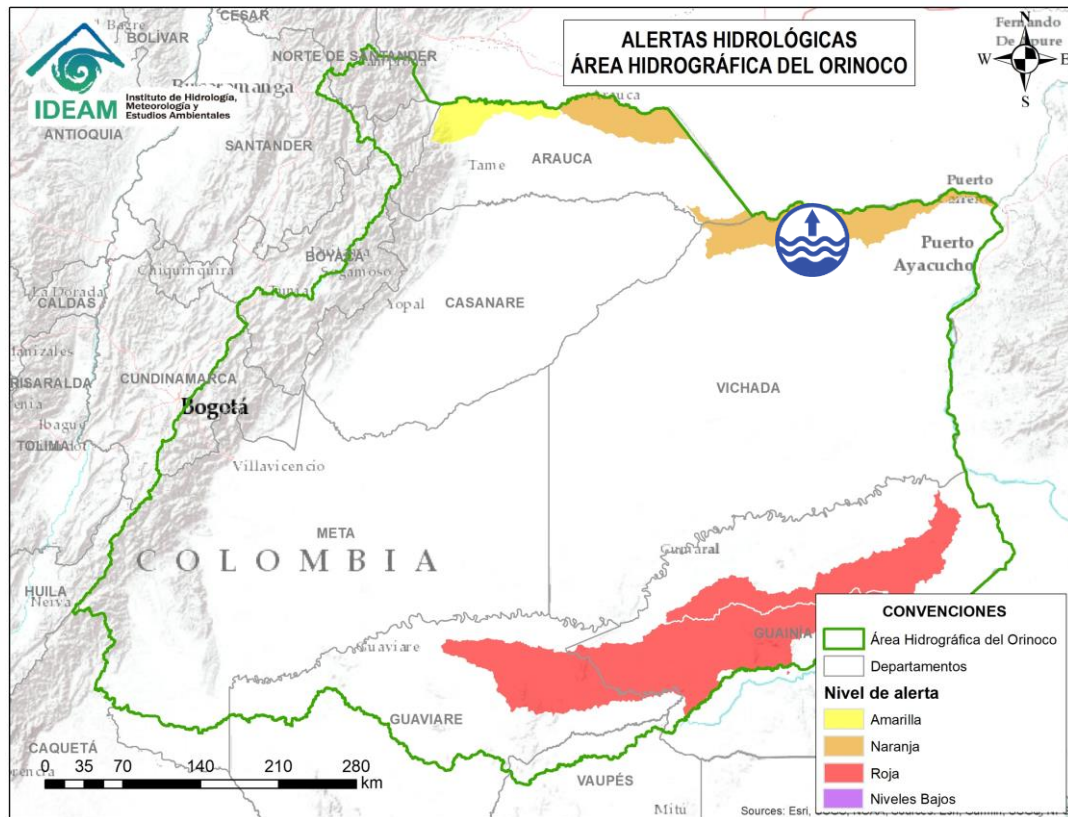 ALERTAS HIDROLÓGICAS
ÁREA HIDROGRÁFICA DEL ORINOCO
IDEAM
Instituto de Hidrología,
Meteorología y
Estudios Ambientales
N
W E
S
CESAR
BOLÍVAR
NORTE DE SANTANDER
Fernando
De Apure
ANTIOQUIA
SANTANDER
Arauca
Tame
ARAUCA
Puerto
Puerto
Ayacucho
BOYACÁ
Sogamoso
Chiquinquira
Tunja
La Dorada
CALDAS
Yopal
CASANARE
Manizales
RISARALDA
CUNDINAMARCA
Bogotá
VICHADA
Ibague
TOLIMA
Villavicencio
META
COLOMBIA
Cumaral
HUILA
Neiva
GUAINÍA
Guaviare
GUAVIARE
CAQUETÁ
VAUPÉS
Mitu
0 35 70 140 210 280
km
CONVENCIONES
Área Hidrográfica del Orinoco
Departamentos
Nivel de alerta
Amarilla
Naranja
Roja
Niveles Bajos
Sources: Esri,